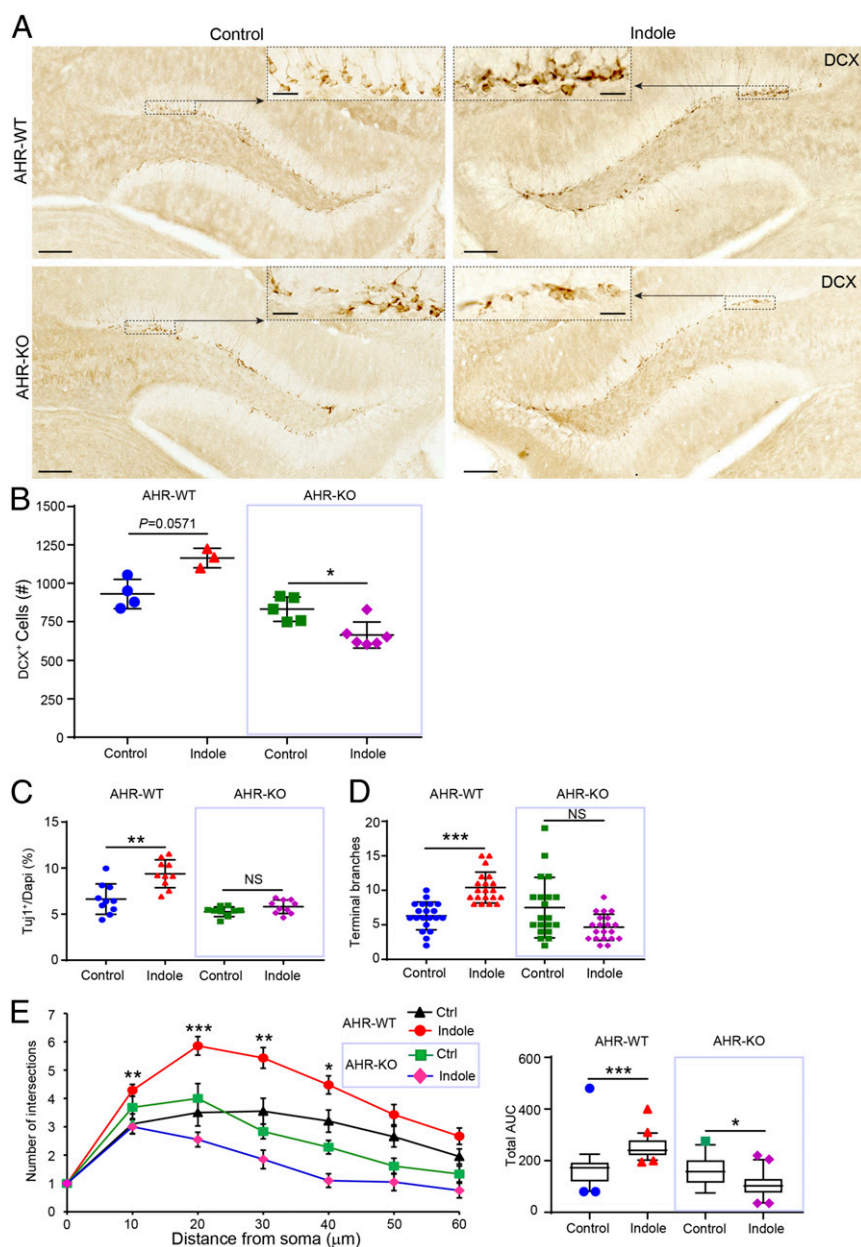 A
Control
Indole
AHR-WT
DCX
AHR-KO
DCX
B
AHR-WT
AHR-KO
DCX⁺ Cells (#)
1500
1250
1000
750
500
250
0
P=0.0571
*
Control
Indole
Control
Indole
C
AHR-WT
AHR-KO
Tuj1⁺/Dapi (%)
20
15
10
5
0
**
NS
Control
Indole
Control
Indole
D
AHR-WT
AHR-KO
Terminal branches
20
15
10
5
0
***
NS
Control
Indole
Control
Indole
E
Number of intersections
7
6
5
4
3
2
1
0
**
***
**
*
AHR-WT
Ctrl
Indole
AHR-KO
Ctrl
Indole
0 10 20 30 40 50 60
Distance from soma (μm)
AHR-WT
AHR-KO
Total AUC
600
400
200
0
***
*
Control
Indole
Control
Indole